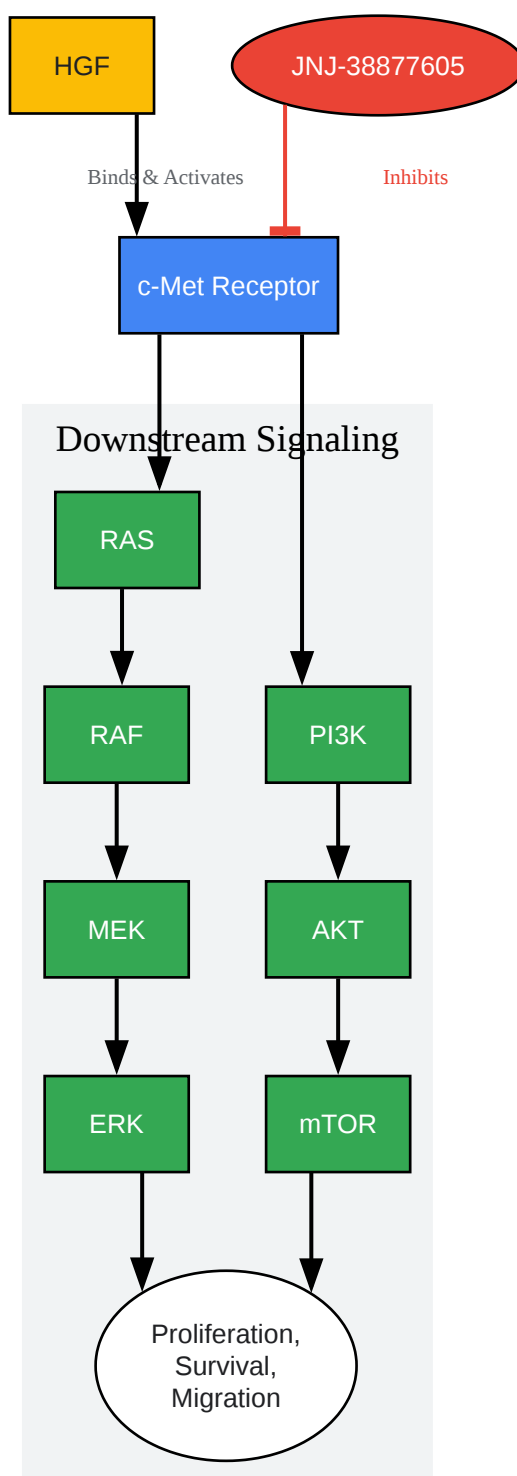 HGF
JNJ-38877605
Binds & Activates
Inhibits
c-Met Receptor
Downstream Signaling
RAS
RAF
PI3K
MEK
AKT
ERK
mTOR
Proliferation,
Survival,
Migration